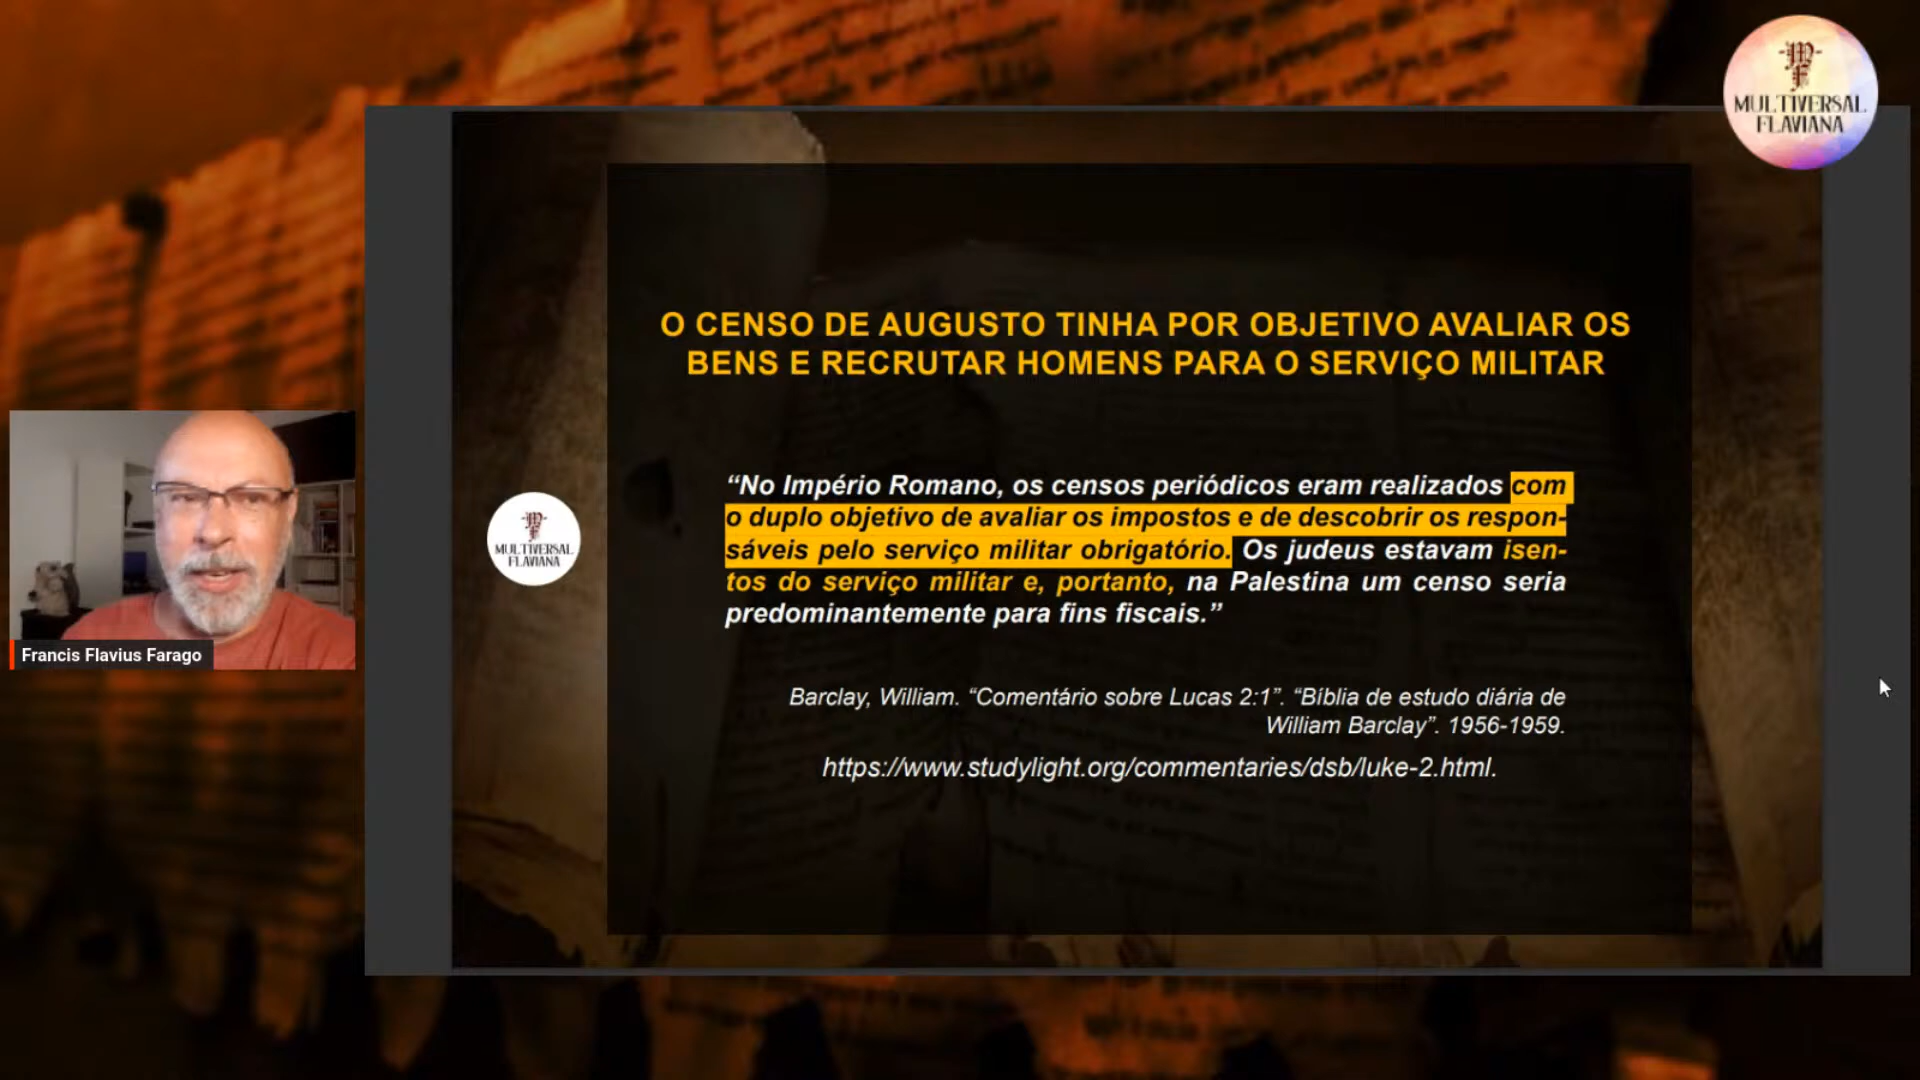 MF
MULTIVERSAL
FLAVIANA
O CENSO DE AUGUSTO TINHA POR OBJETIVO AVALIAR OS
BENS E RECRUTAR HOMENS PARA O SERVIÇO MILITAR
“No Império Romano, os censos periódicos eram realizados com
o duplo objetivo de avaliar os impostos e de descobrir os respon-
sáveis pelo serviço militar obrigatório. Os judeus estavam isen-
tos do serviço militar e, portanto, na Palestina um censo seria
predominantemente para fins fiscais.”
MF
MULTIVERSAL
FLAVIANA
Francis Flavius Farago
Barclay, William. “Comentário sobre Lucas 2:1”. “Bíblia de estudo diária de
William Barclay”. 1956-1959.
https://www.studylight.org/commentaries/dsb/luke-2.html.